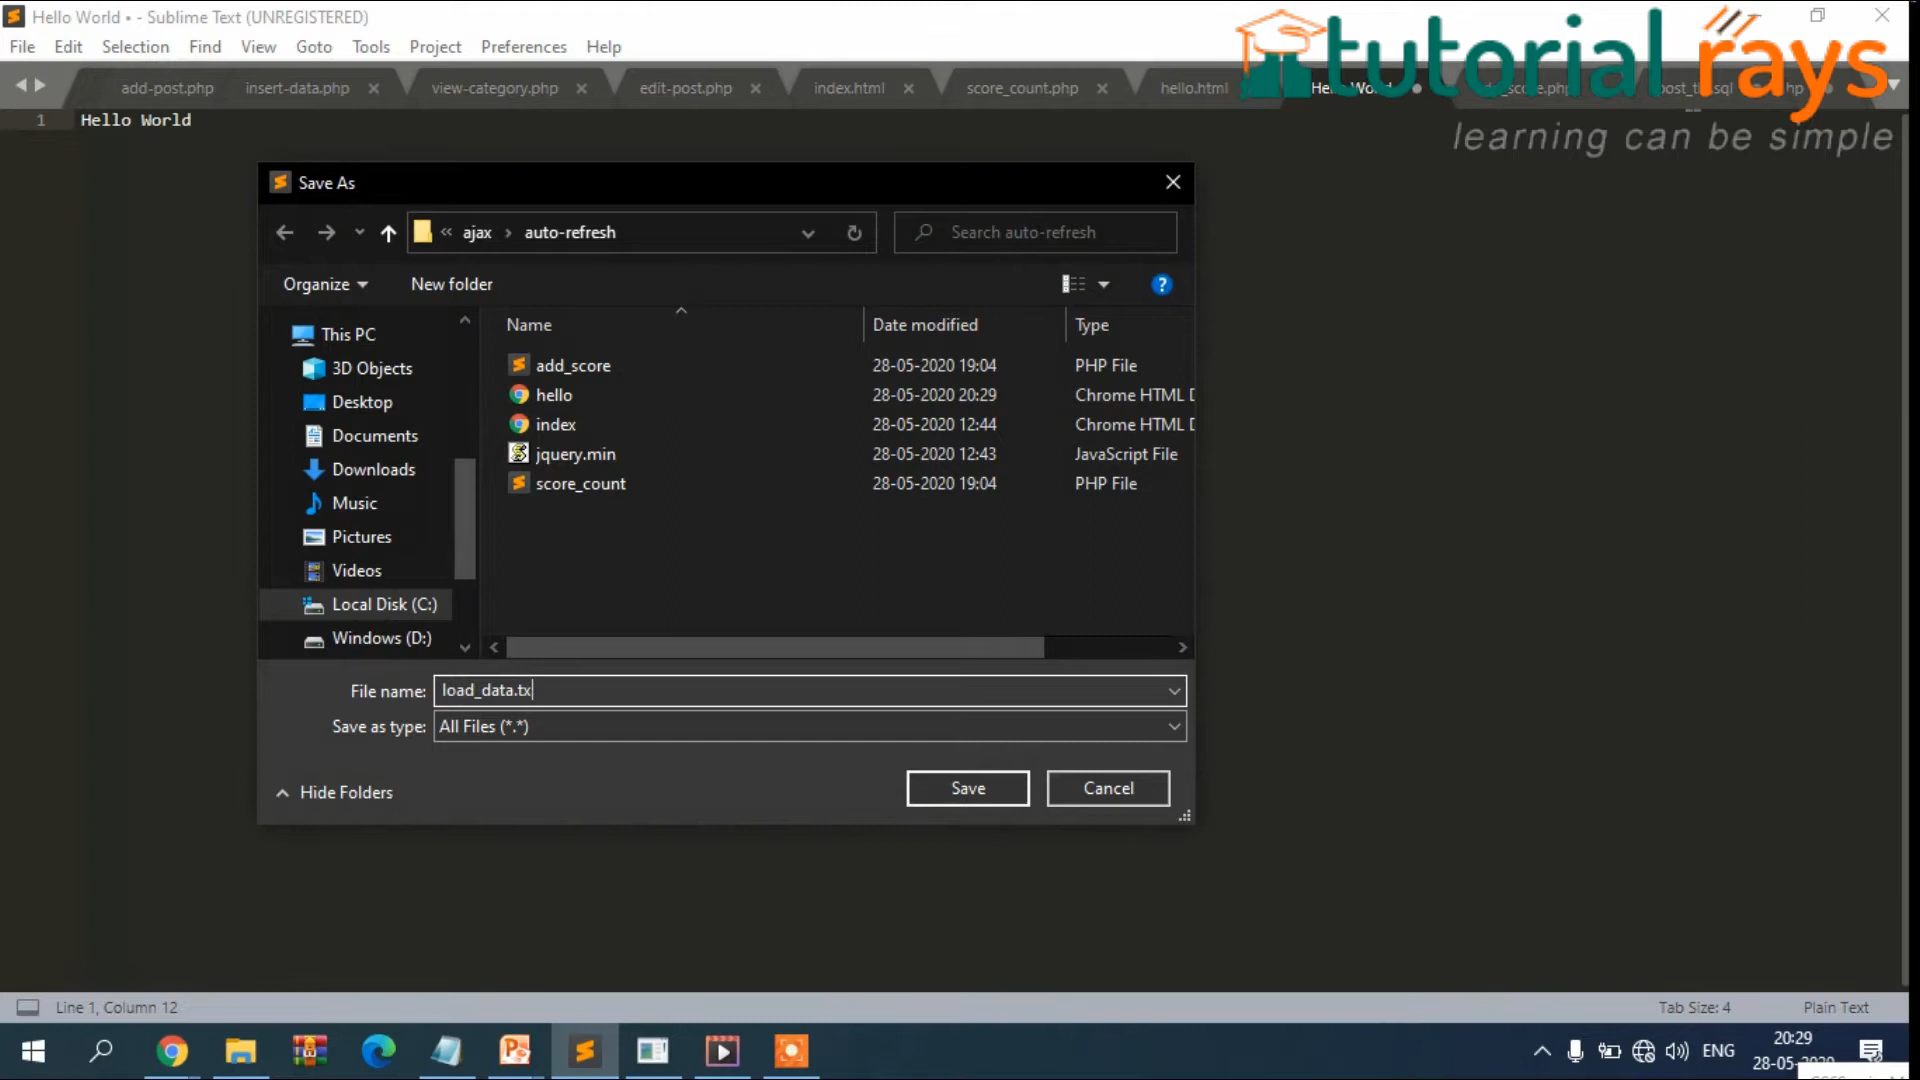 Hello World • - Sublime Text (UNREGISTERED)
File Edit Selection Find View Goto Tools Project Preferences Help
tutorial rays
learning can be simple
add-post.php insert-data.php view-category.php edit-post.php index.html score_count.php hello.html Hello World
1 Hello World
Save As
« ajax › auto-refresh
Search auto-refresh
Organize New folder
Name Date modified Type
This PC
3D Objects
Desktop
Documents
Downloads
Music
Pictures
Videos
Local Disk (C:)
Windows (D:)
add_score 28-05-2020 19:04 PHP File
hello 28-05-2020 20:29 Chrome HTML D
index 28-05-2020 12:44 Chrome HTML D
jquery.min 28-05-2020 12:43 JavaScript File
score_count 28-05-2020 19:04 PHP File
File name: load_data.tx
Save as type: All Files (*.*)
Hide Folders
Save Cancel
Line 1, Column 12
Tab Size: 4 Plain Text
ENG
20:29